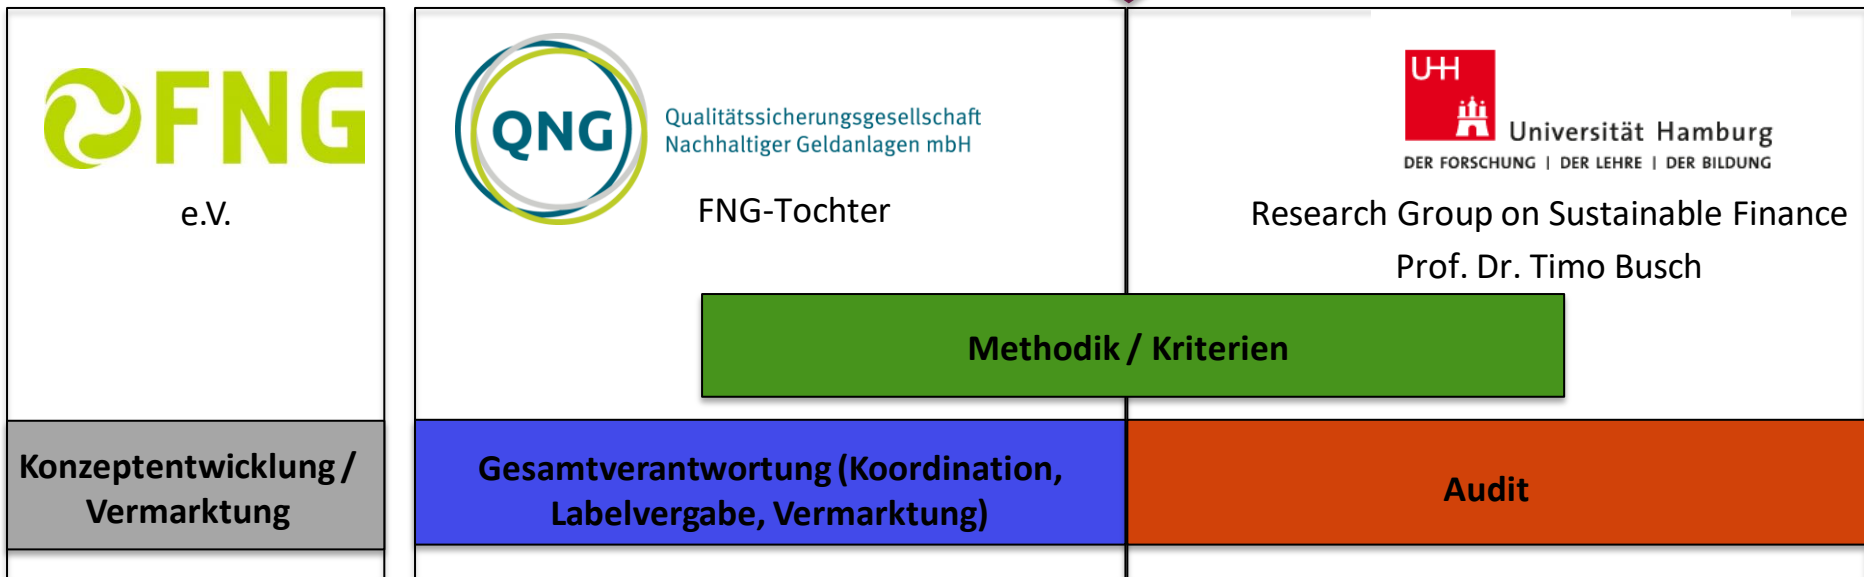 FNG
e.V.
QNG
Qualitätssicherungsgesellschaft
Nachhaltiger Geldanlagen mbH
FNG-Tochter
UHH
Universität Hamburg
DER FORSCHUNG | DER LEHRE | DER BILDUNG
Research Group on Sustainable Finance
Prof. Dr. Timo Busch
Methodik / Kriterien
Konzeptentwicklung /
Vermarktung
Gesamtverantwortung (Koordination,
Labelvergabe, Vermarktung)
Audit